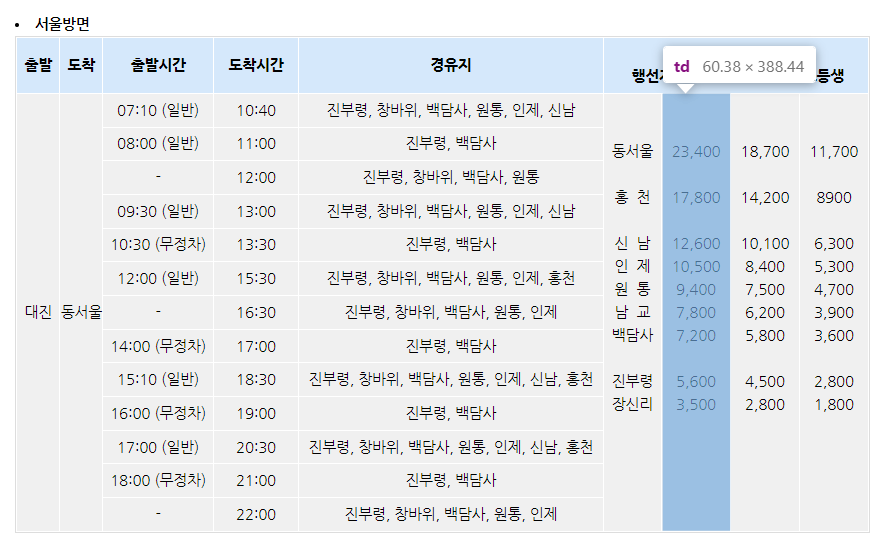 • 서울방면
출발 도착 출발시간 도착시간 경유지 행선지 등생
td 60.38 × 388.44
대진 동서울
07:10 (일반) 10:40 진부령, 창바위, 백담사, 원통, 인제, 신남
08:00 (일반) 11:00 진부령, 백담사
- 12:00 진부령, 창바위, 백담사, 원통
09:30 (일반) 13:00 진부령, 창바위, 백담사, 원통, 인제, 신남
10:30 (무정차) 13:30 진부령, 백담사
12:00 (일반) 15:30 진부령, 창바위, 백담사, 원통, 인제, 홍천
- 16:30 진부령, 창바위, 백담사, 원통, 인제
14:00 (무정차) 17:00 진부령, 백담사
15:10 (일반) 18:30 진부령, 창바위, 백담사, 원통, 인제, 신남, 홍천
16:00 (무정차) 19:00 진부령, 백담사
17:00 (일반) 20:30 진부령, 창바위, 백담사, 원통, 인제, 신남, 홍천
18:00 (무정차) 21:00 진부령, 백담사
- 22:00 진부령, 창바위, 백담사, 원통, 인제
동서울 23,400 18,700 11,700
홍 천 17,800 14,200 8900
신 남 12,600 10,100 6,300
인 제 10,500 8,400 5,300
원 통 9,400 7,500 4,700
남 교 7,800 6,200 3,900
백담사 7,200 5,800 3,600
진부령 5,600 4,500 2,800
장신리 3,500 2,800 1,800